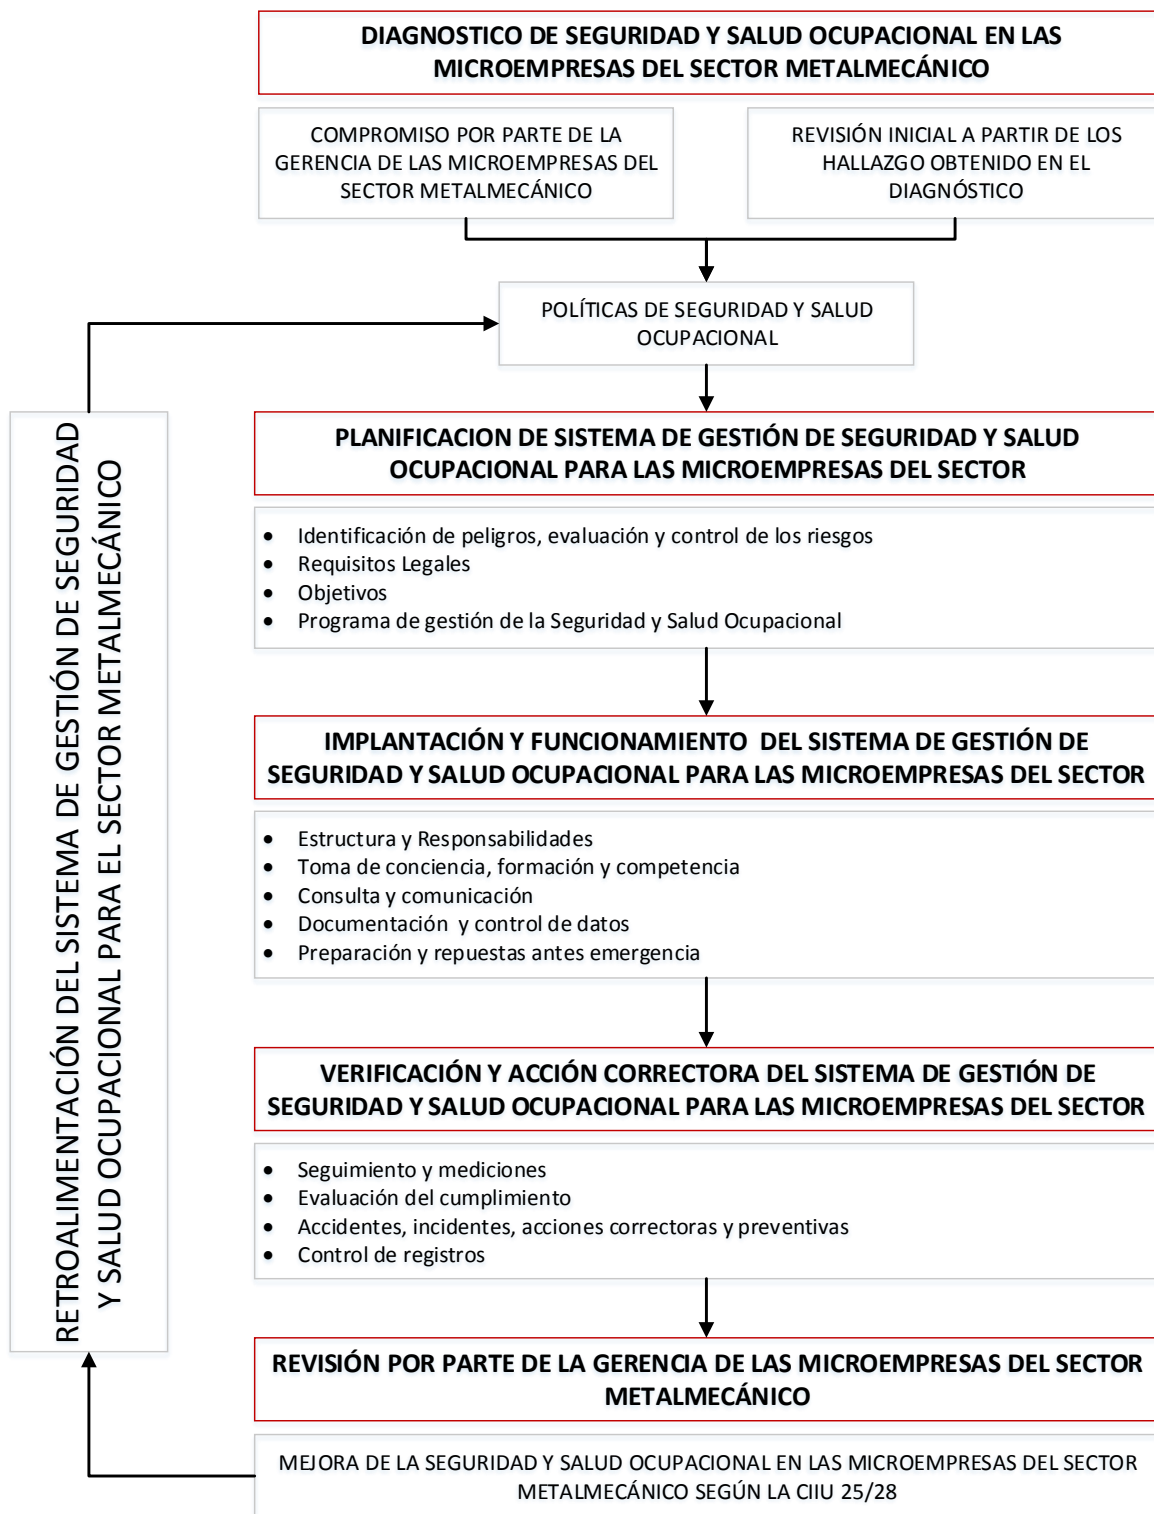 DIAGNOSTICO DE SEGURIDAD Y SALUD OCUPACIONAL EN LAS
MICROEMPRESAS DEL SECTOR METALMECÁNICO
COMPROMISO POR PARTE DE LA
GERENCIA DE LAS MICROEMPRESAS DEL
SECTOR METALMECÁNICO
REVISIÓN INICIAL A PARTIR DE LOS
HALLAZGO OBTENIDO EN EL
DIAGNÓSTICO
POLÍTICAS DE SEGURIDAD Y SALUD
OCUPACIONAL
PLANIFICACION DE SISTEMA DE GESTIÓN DE SEGURIDAD Y SALUD
OCUPACIONAL PARA LAS MICROEMPRESAS DEL SECTOR
• Identificación de peligros, evaluación y control de los riesgos
• Requisitos Legales
• Objetivos
• Programa de gestión de la Seguridad y Salud Ocupacional
IMPLANTACIÓN Y FUNCIONAMIENTO DEL SISTEMA DE GESTIÓN DE
SEGURIDAD Y SALUD OCUPACIONAL PARA LAS MICROEMPRESAS DEL SECTOR
• Estructura y Responsabilidades
• Toma de conciencia, formación y competencia
• Consulta y comunicación
• Documentación y control de datos
• Preparación y repuestas antes emergencia
VERIFICACIÓN Y ACCIÓN CORRECTORA DEL SISTEMA DE GESTIÓN DE
SEGURIDAD Y SALUD OCUPACIONAL PARA LAS MICROEMPRESAS DEL SECTOR
• Seguimiento y mediciones
• Evaluación del cumplimiento
• Accidentes, incidentes, acciones correctoras y preventivas
• Control de registros
REVISIÓN POR PARTE DE LA GERENCIA DE LAS MICROEMPRESAS DEL SECTOR
METALMECÁNICO
MEJORA DE LA SEGURIDAD Y SALUD OCUPACIONAL EN LAS MICROEMPRESAS DEL SECTOR
METALMECÁNICO SEGÚN LA CIIU 25/28
RETROALIMENTACIÓN DEL SISTEMA DE GESTIÓN DE SEGURIDAD
Y SALUD OCUPACIONAL PARA EL SECTOR METALMECÁNICO